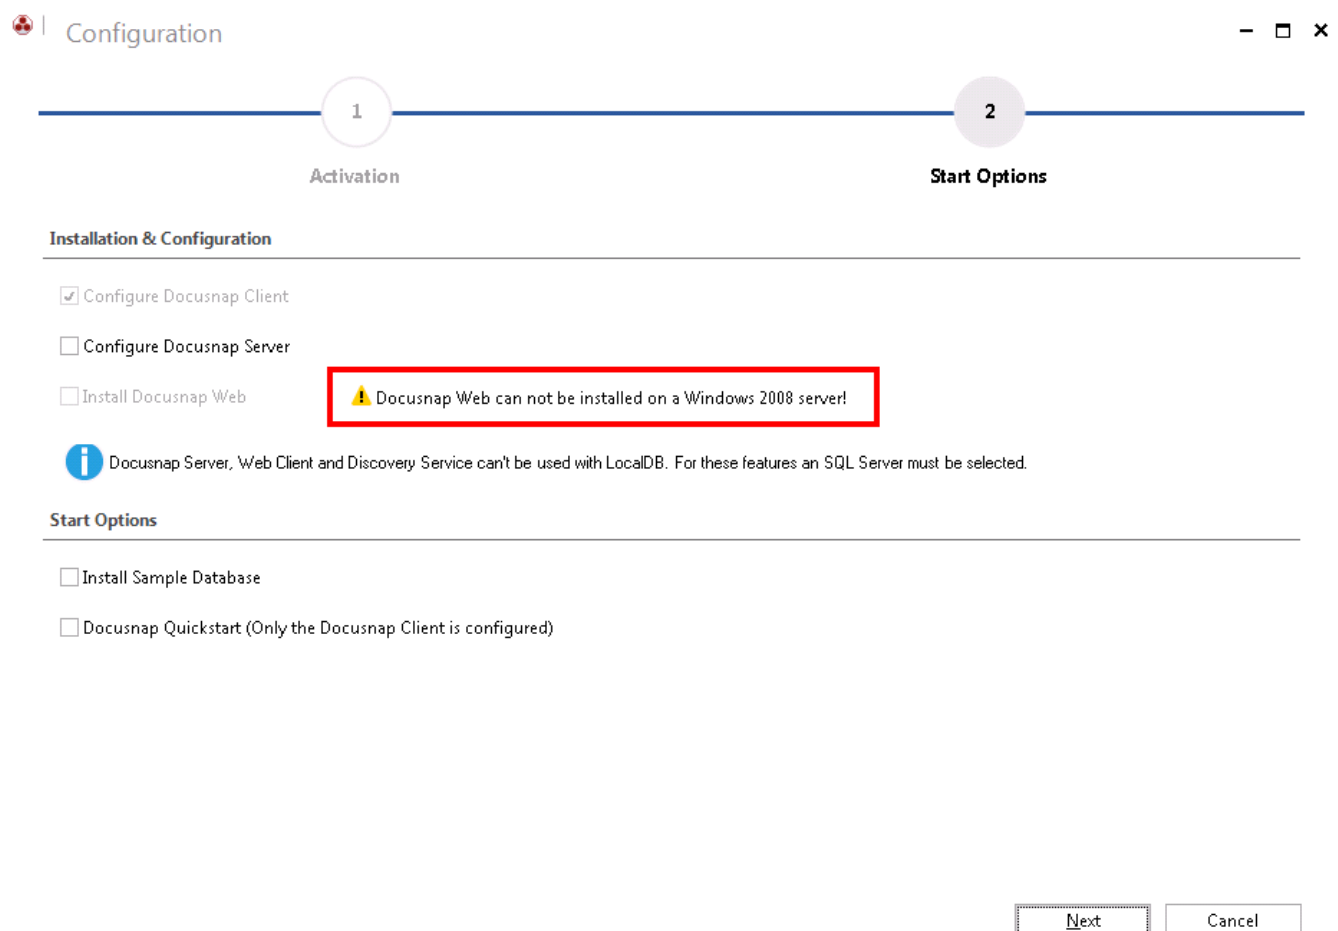 Configuration
1
2
Activation
Start Options
Installation & Configuration
Configure Docusnap Client
Configure Docusnap Server
Install Docusnap Web
Docusnap Web can not be installed on a Windows 2008 server!
Docusnap Server, Web Client and Discovery Service can't be used with LocalDB. For these features an SQL Server must be selected.
Start Options
Install Sample Database
Docusnap Quickstart (Only the Docusnap Client is configured)
Next
Cancel